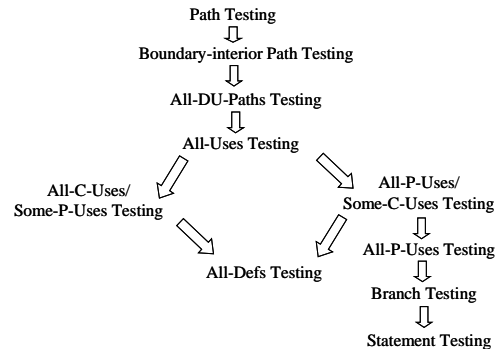 Path Testing
Boundary-interior Path Testing
All-DU-Paths Testing
All-Uses Testing
All-C-Uses/
Some-P-Uses Testing
All-P-Uses/
Some-C-Uses Testing
All-P-Uses Testing
All-Defs Testing
Branch Testing
Statement Testing